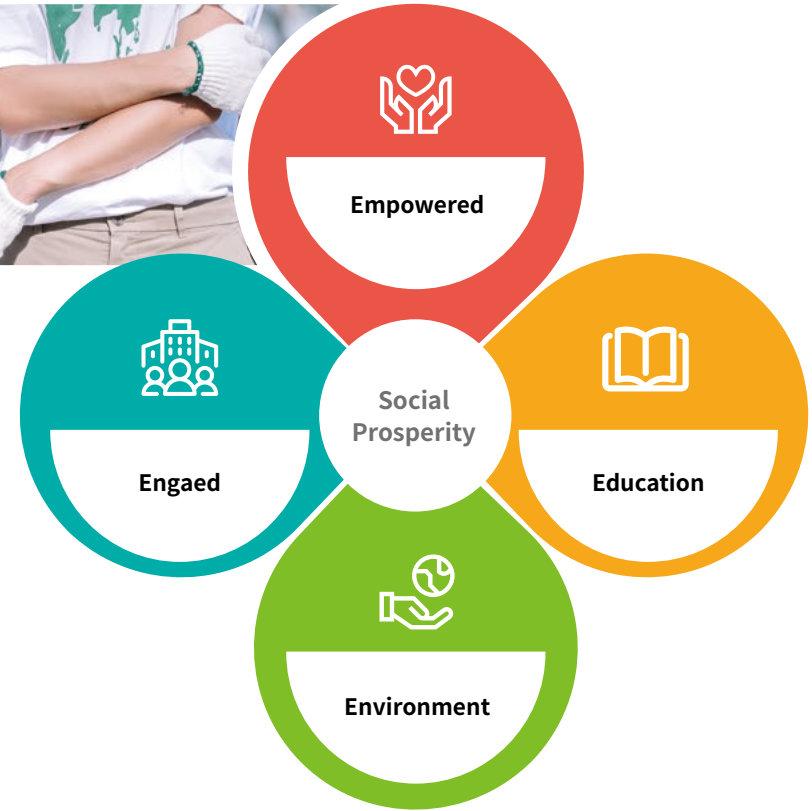 Empowered
Social
Prosperity
Engaed
Education
Environment